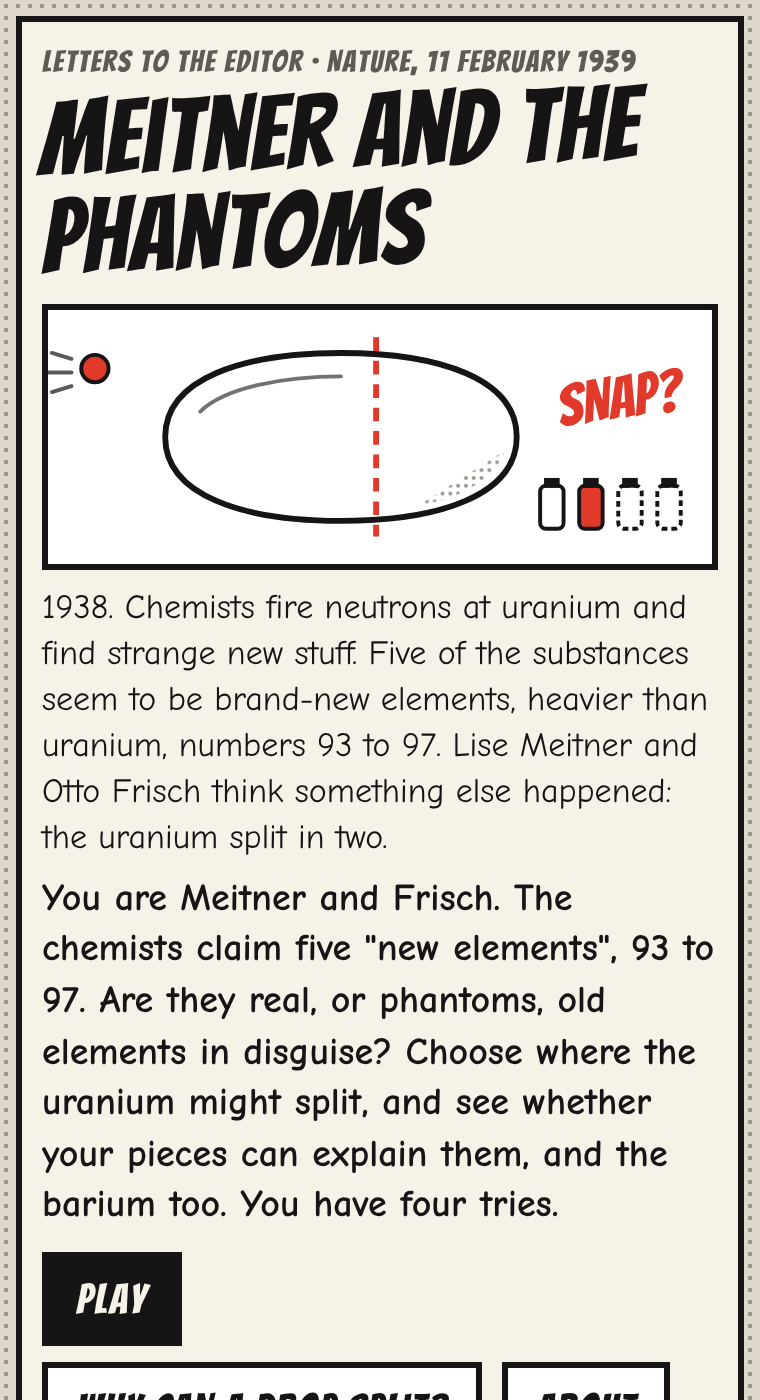 LETTERS TO THE EDITOR · NATURE, 11 FEBRUARY 1939
MEITNER AND THE
PHANTOMS
SNAP?
1938. Chemists fire neutrons at uranium and
find strange new stuff. Five of the substances
seem to be brand-new elements, heavier than
uranium, numbers 93 to 97. Lise Meitner and
Otto Frisch think something else happened:
the uranium split in two.
You are Meitner and Frisch. The
chemists claim five "new elements", 93 to
97. Are they real, or phantoms, old
elements in disguise? Choose where the
uranium might split, and see whether
your pieces can explain them, and the
barium too. You have four tries.
PLAY
WHY CAN A DROP SPLIT? ABOUT